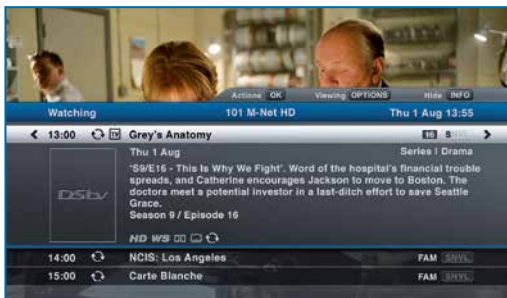 Actions OK Viewing OPTIONS Hide INFO
Watching 101 M-Net HD Thu 1 Aug 13:55
13:00 TV Grey's Anatomy 16 SNVL
Thu 1 Aug Series | Drama
'S9/E16 - This Is Why We Fight'. Word of the hospital's financial trouble
spreads, and Catherine encourages Jackson to move to Boston. The
doctors meet a potential investor in a last-ditch effort to save Seattle
Grace.
Season 9 / Episode 16
DStv
HD WS
14:00 NCIS: Los Angeles FAM SNVL
15:00 Carte Blanche FAM SNVL